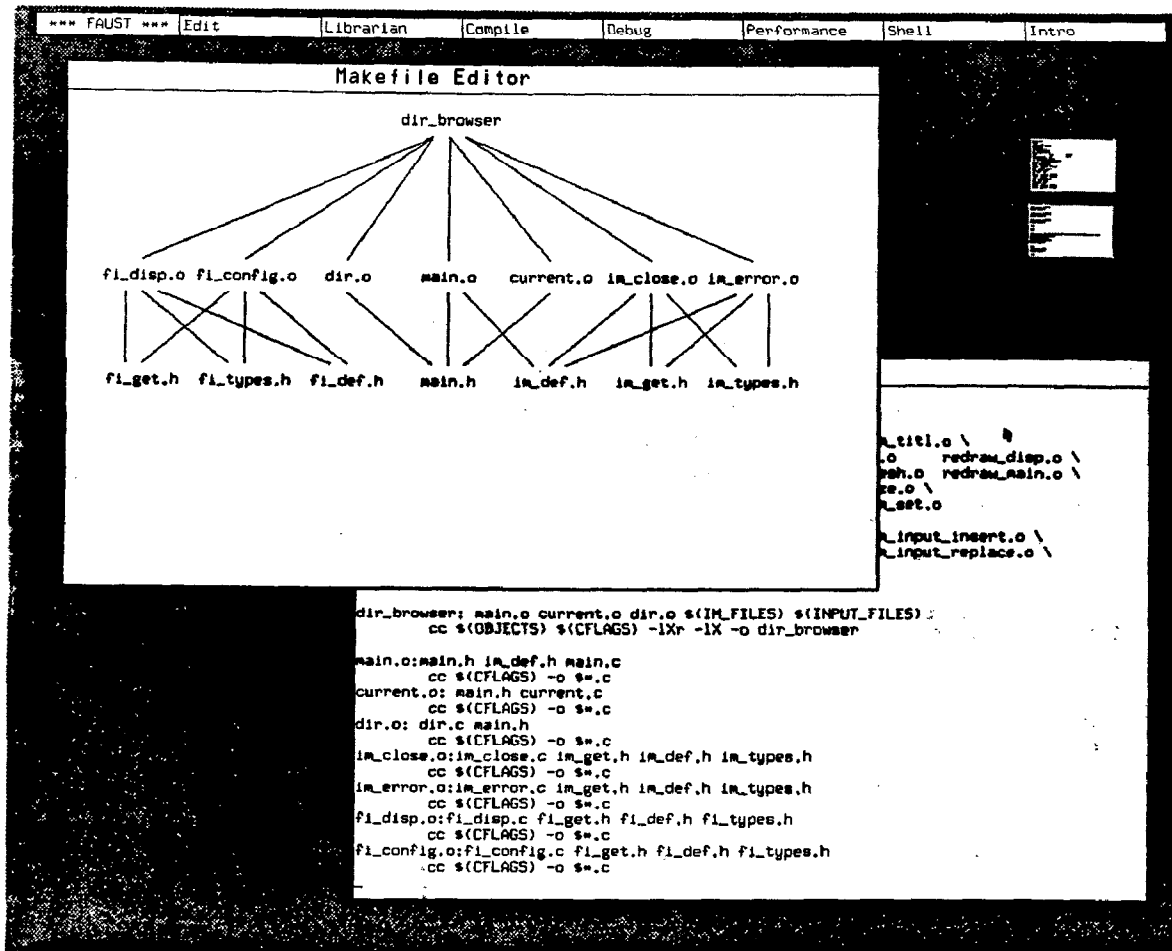 *** FAUST *** Edit Librarian Compile Debug Performance Shell Intro
Makefile Editor
dir_browser
fi_disp.o fi_config.o dir.o main.o current.o im_close.o im_error.o
fi_get.h fi_types.h fi_def.h main.h im_def.h im_get.h im_types.h
_titl.o \
.o redraw_disp.o \
esh.o redraw_main.o \
ze.o \
_set.o
_input_insert.o \
_input_replace.o \
dir_browser: main.o current.o dir.o $(IM_FILES) $(INPUT_FILES)
cc $(OBJECTS) $(CFLAGS) -lXr -lX -o dir_browser
main.o:main.h im_def.h main.c
cc $(CFLAGS) -o $*.c
current.o: main.h current.c
cc $(CFLAGS) -o $*.c
dir.o: dir.c main.h
cc $(CFLAGS) -o $*.c
im_close.o:im_close.c im_get.h im_def.h im_types.h
cc $(CFLAGS) -o $*.c
im_error.o:im_error.c im_get.h im_def.h im_types.h
cc $(CFLAGS) -o $*.c
fi_disp.o:fi_disp.c fi_get.h fi_def.h fi_types.h
cc $(CFLAGS) -o $*.c
fi_config.o:fi_config.c fi_get.h fi_def.h fi_types.h
cc $(CFLAGS) -o $*.c